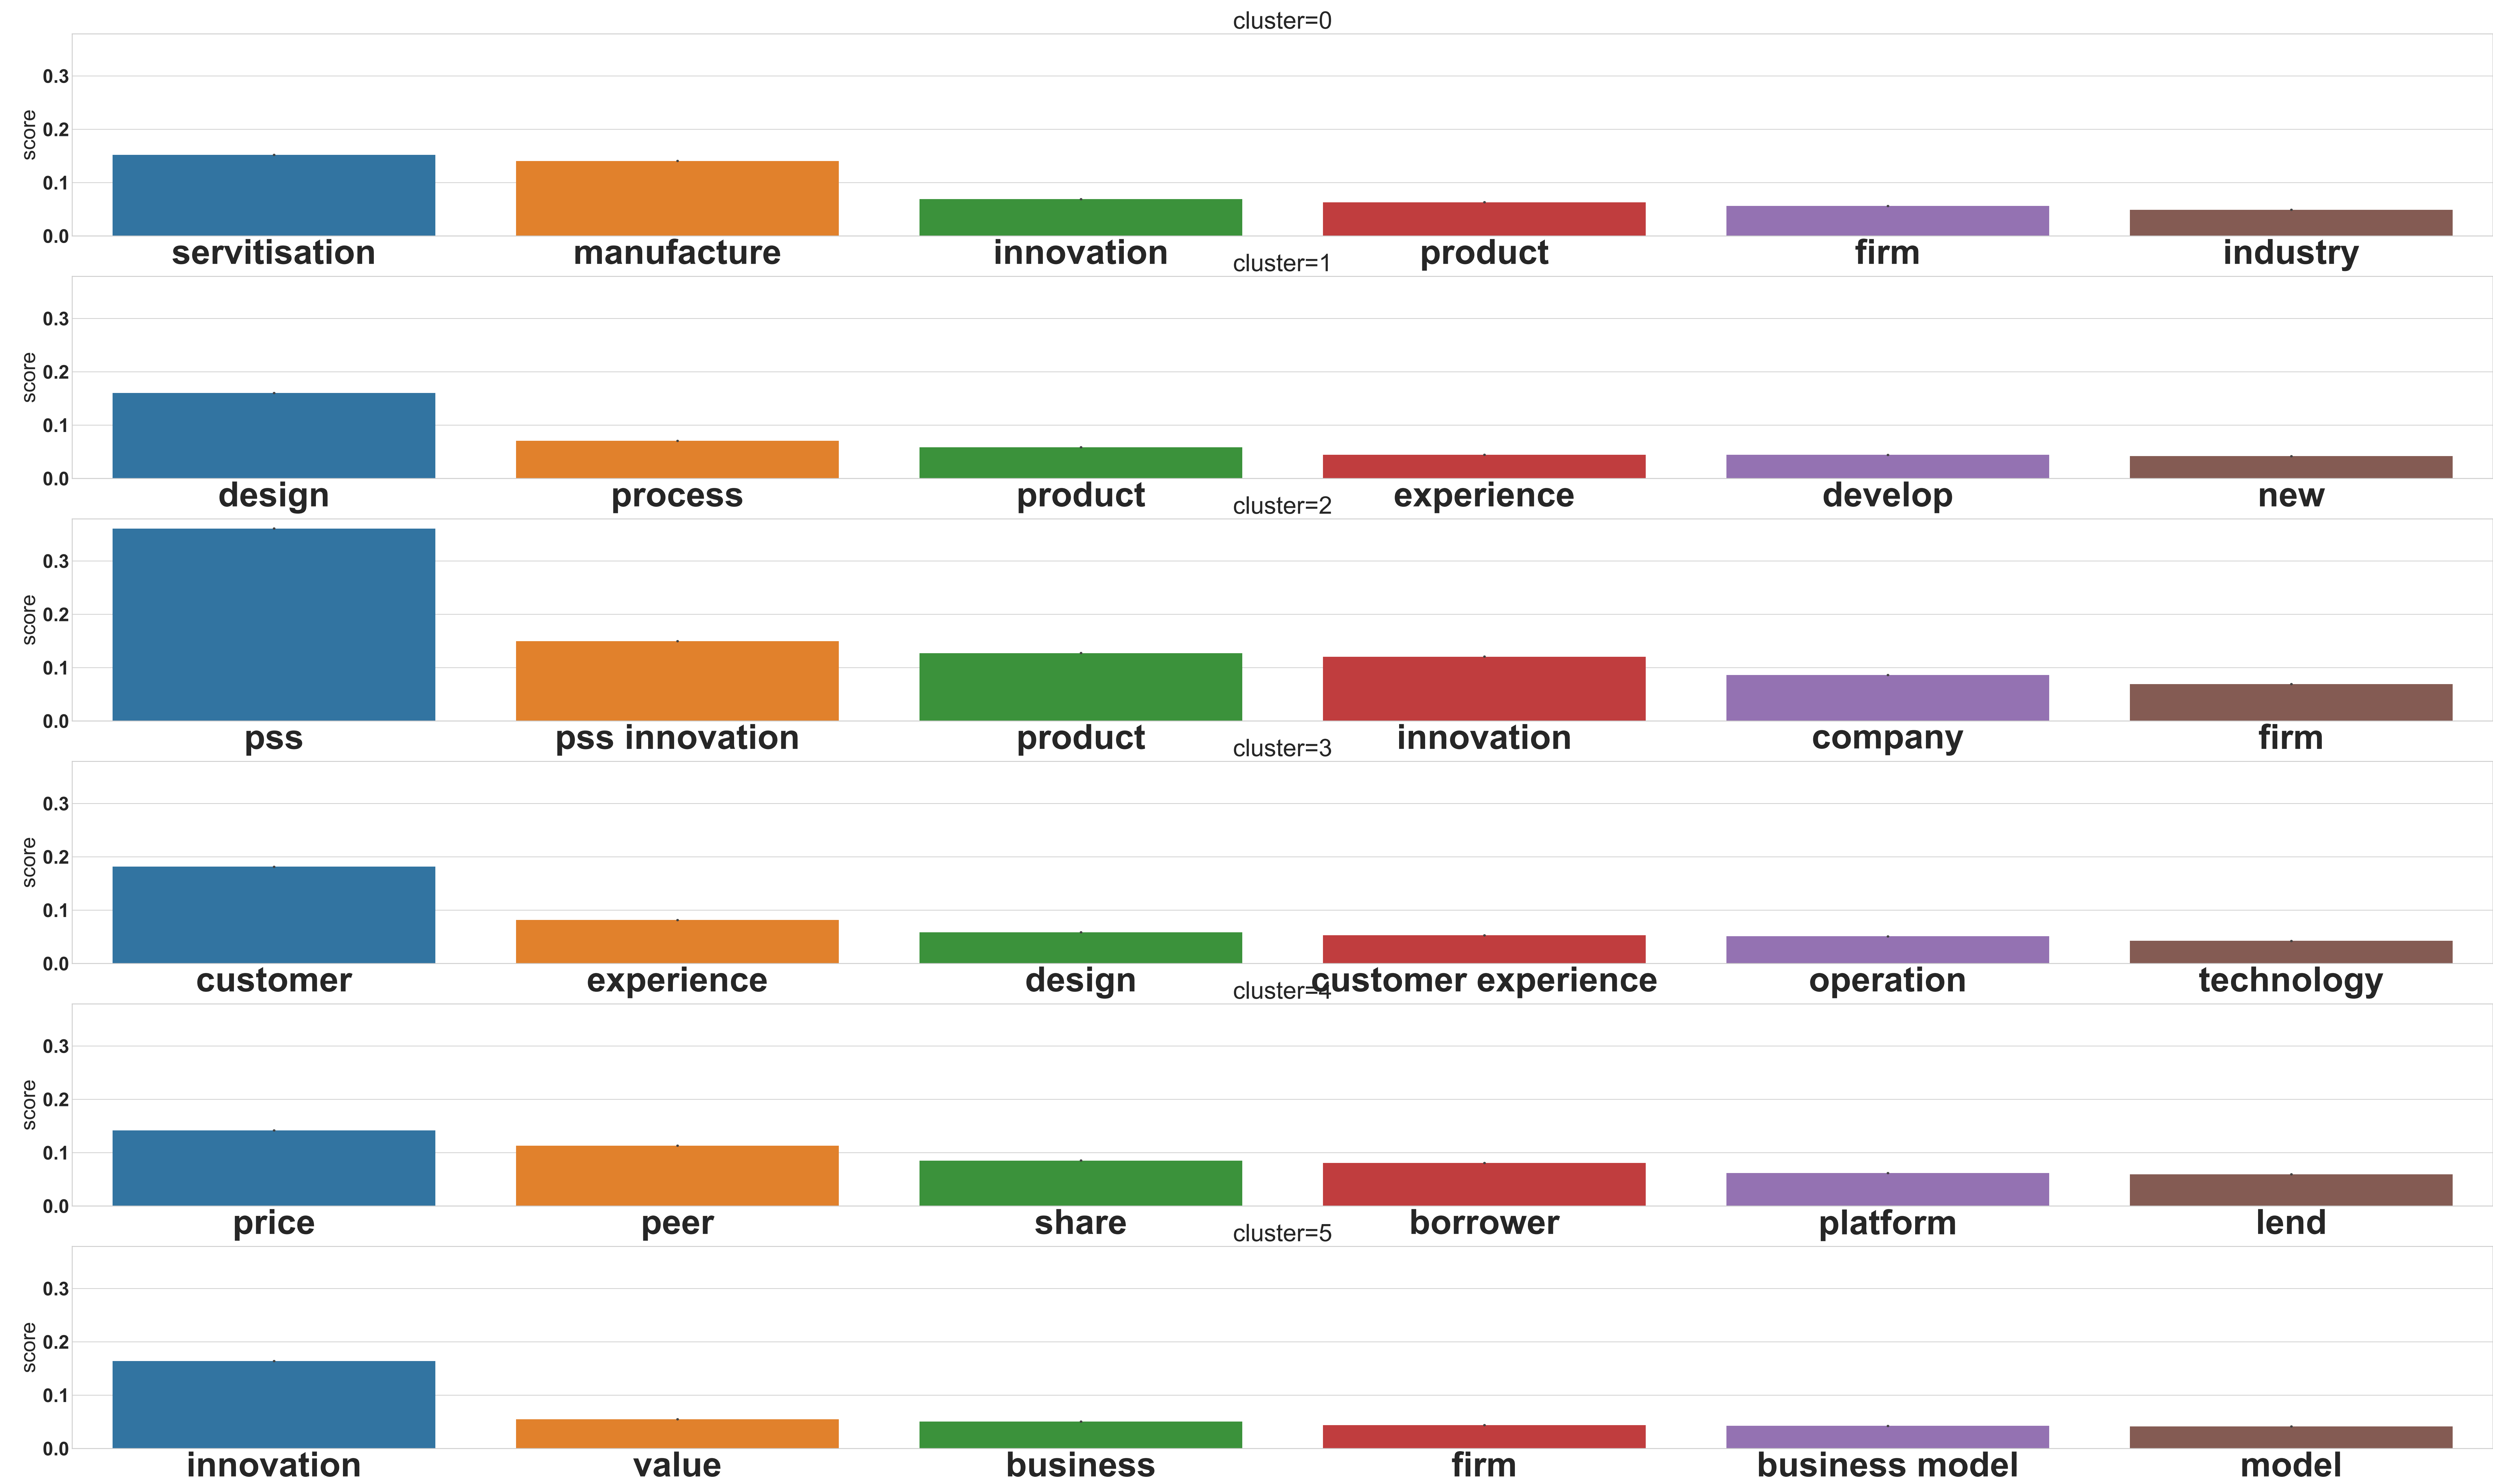 cluster=0
score
0.3
0.2
0.1
0.0
servitisation manufacture innovation product firm industry
cluster=1
score
0.3
0.2
0.1
0.0
design process product experience develop new
cluster=2
score
0.3
0.2
0.1
0.0
pss pss innovation product innovation company firm
cluster=3
score
0.3
0.2
0.1
0.0
customer experience design customer experience operation technology
cluster=4
score
0.3
0.2
0.1
0.0
price peer share borrower platform lend
cluster=5
score
0.3
0.2
0.1
0.0
innovation value business firm business model model